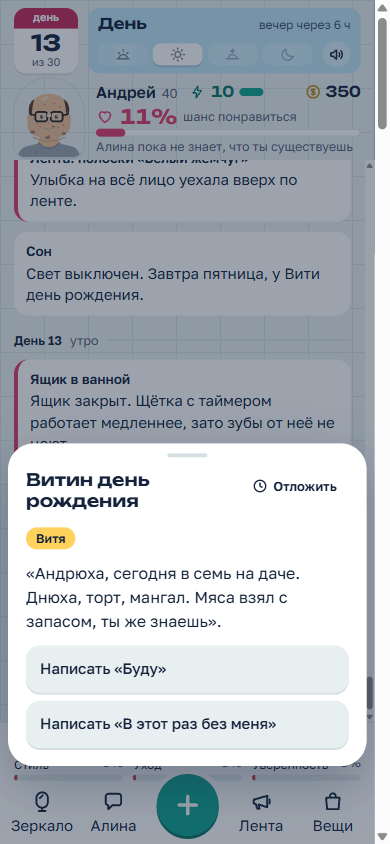 день
13
из 30
День
вечер через 6 ч
Андрей 40
10
350
11% шанс понравиться
Алина пока не знает, что ты существуешь
Улыбка на всё лицо уехала вверх по
ленте.
Сон
Свет выключен. Завтра пятница, у Вити
день рождения.
День 13 утро
Ящик в ванной
Ящик закрыт. Щётка с таймером
работает медленнее, зато зубы от неё не
Витин день
рождения
Отложить
Витя
«Андрюха, сегодня в семь на даче.
Днюха, торт, мангал. Мяса взял с
запасом, ты же знаешь».
Написать «Буду»
Написать «В этот раз без меня»
Зеркало
Алина
Лента
Вещи